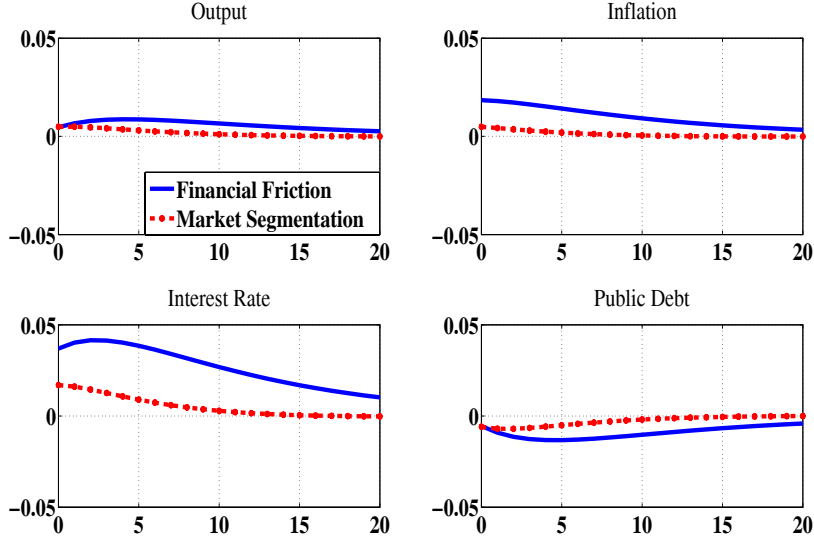 Output
Inflation
0.05
0
−0.05
0.05
0
−0.05
Financial Friction
Market Segmentation
0 5 10 15 20
0 5 10 15 20
Interest Rate
Public Debt
0.05
0
−0.05
0.05
0
−0.05
0 5 10 15 20
0 5 10 15 20